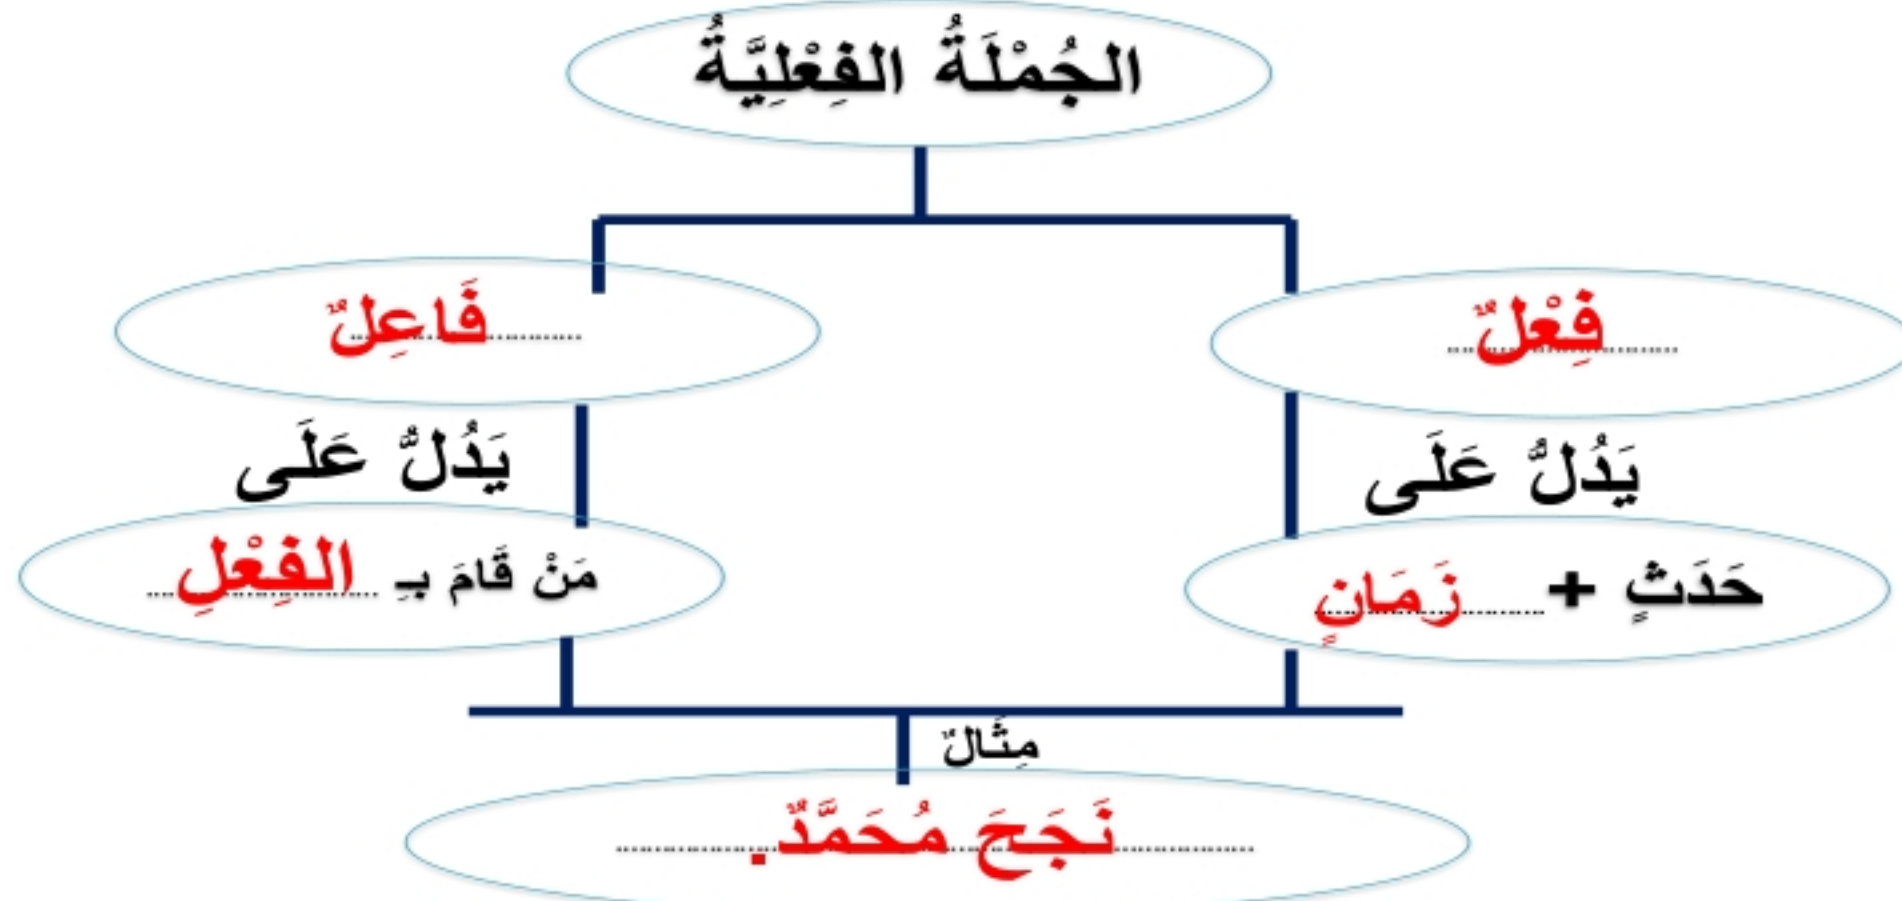 الجُمْلَةُ الفِعْلِيَّةُ
فِعْلٌ
فَاعِلٌ
يَدُلُّ عَلَى
يَدُلُّ عَلَى
حَدَثٍ + زَمَانٍ
مَنْ قَامَ بِـ الفِعْلِ
مِثَالٌ
نَجَحَ مُحَمَّدٌ.